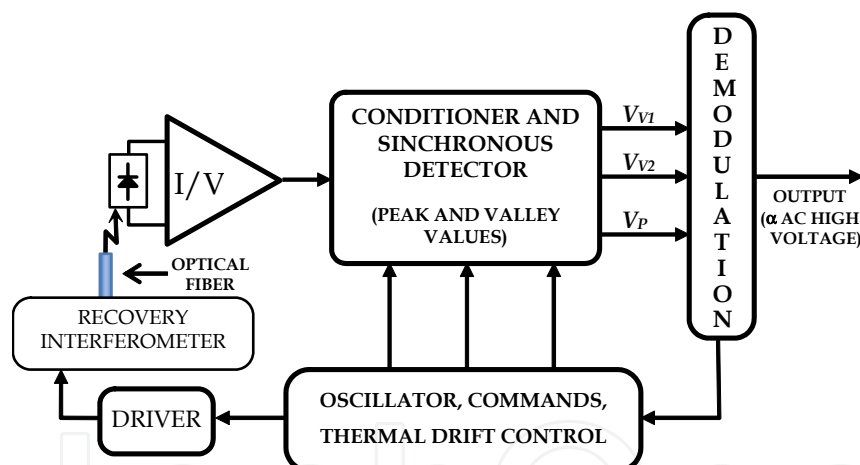 I/V
CONDITIONER AND
SINCHRONOUS
DETECTOR
(PEAK AND VALLEY
VALUES)
VV1
VV2
VP
DEMODULATION
OUTPUT
(α AC HIGH
VOLTAGE)
OPTICAL
FIBER
RECOVERY
INTERFEROMETER
DRIVER
OSCILLATOR, COMMANDS,
THERMAL DRIFT CONTROL